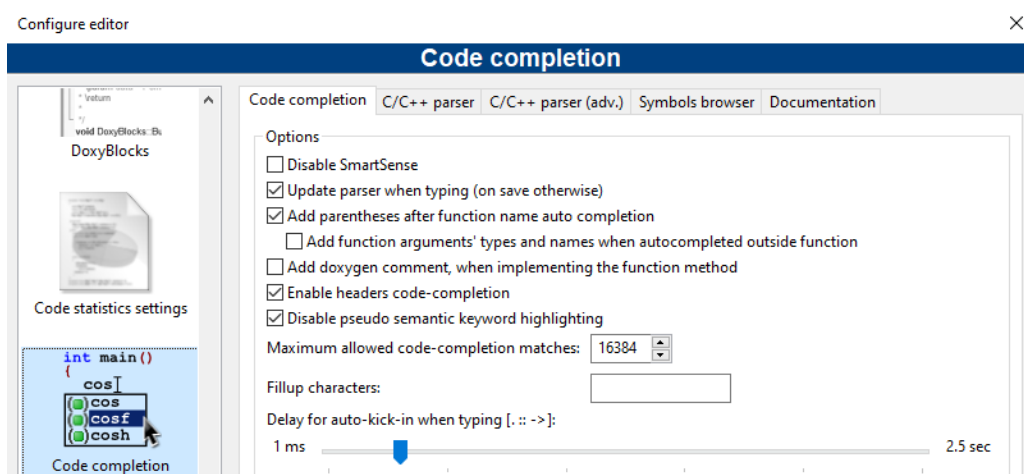 Configure editor
Code completion
\return
*/
void DoxyBlocks::Bu
DoxyBlocks
Code statistics settings
int main()
{
cos
cos
cosf
cosh
Code completion
Code completion
C/C++ parser
C/C++ parser (adv.)
Symbols browser
Documentation
Options
Disable SmartSense
Update parser when typing (on save otherwise)
Add parentheses after function name auto completion
Add function arguments' types and names when autocompleted outside function
Add doxygen comment, when implementing the function method
Enable headers code-completion
Disable pseudo semantic keyword highlighting
Maximum allowed code-completion matches: 16384
Fillup characters:
Delay for auto-kick-in when typing [. :: ->]:
1 ms
2.5 sec